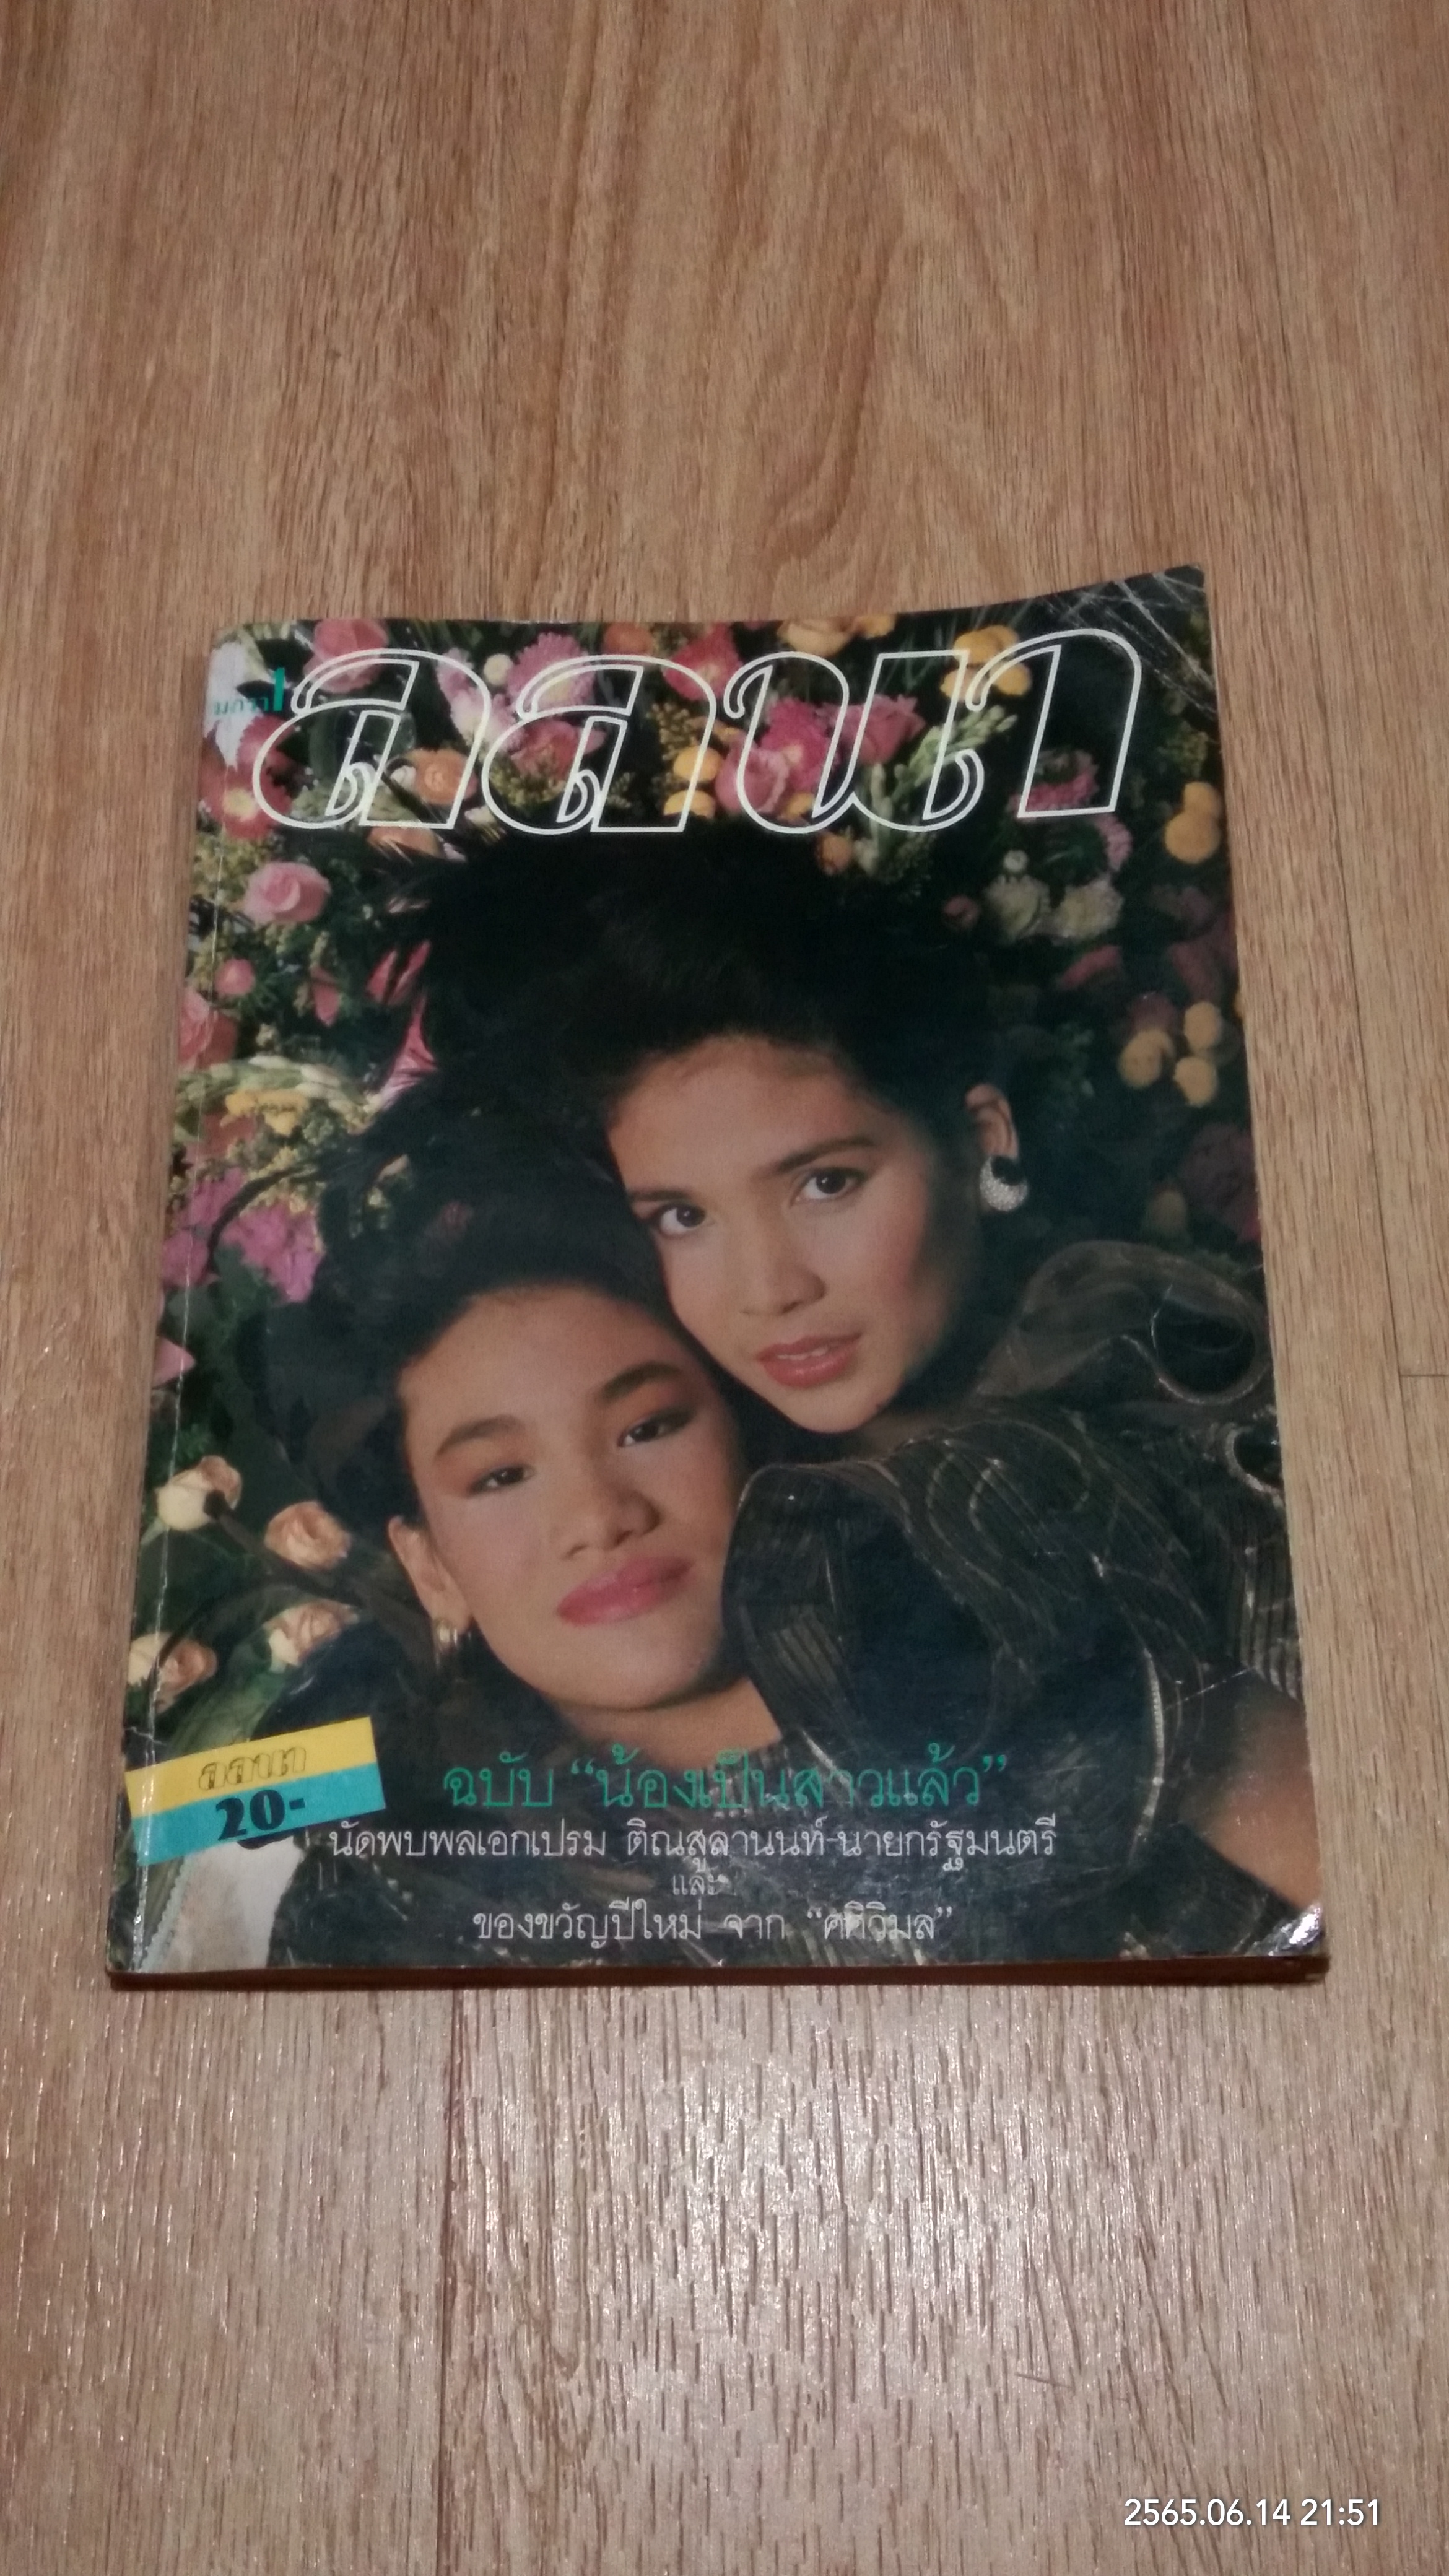 ลลนา
มกรา
ลลนา
20-
ฉบับ “น้องเป็นสาวแล้ว”
นัดพบพลเอกเปรม ติณสูลานนท์-นายกรัฐมนตรี
และ
ของขวัญปีใหม่ จาก “ศศิวิมล”
2565.06.14 21:51